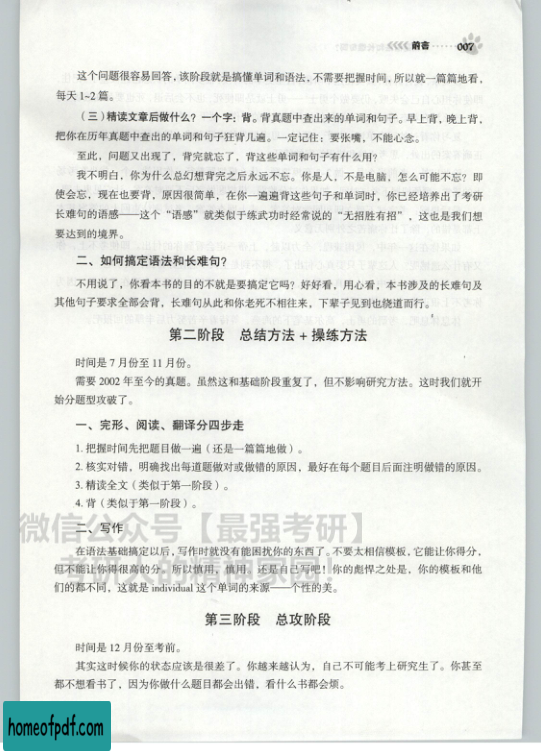 前言 007
这个问题很容易回答，该阶段就是搞懂单词和语法，不需要把握时间，所以就一篇篇地看，
每天1~2篇。
（三）精读文章后做什么？一个字：背。背真题中查出来的单词和句子。早上背，晚上背，
把你在历年真题中查出的单词和句子狂背几遍。一定记住：要张嘴，不能心念。
至此，问题又出现了，背完就忘了，背这些单词和句子有什么用？
我不明白，你为什么总幻想背完之后永远不忘。你是人，不是电脑，怎么可能不忘？即
使会忘，现在也要背，原因很简单，在你一遍遍背这些句子和单词时，你已经培养出了考研
长难句的语感——这个“语感”就类似于练武功时经常说的“无招胜有招”，这也是我们想
要达到的境界。
二、如何搞定语法和长难句？
不用说了，你看本书的目的不就是要搞定它吗？好好看，用心看，本书涉及的长难句及
其他句子要求全部会背，长难句从此和你老死不相往来，下辈子见到也绕道而行。
第二阶段 总结方法+操练方法
时间是7月份至11月份。
需要2002年至今的真题。虽然这和基础阶段重复了，但不影响研究方法。这时我们就开
始分题型攻破了。
一、完形、阅读、翻译分四步走
1. 把握时间先把题目做一遍（还是一篇篇地做）。
2. 核实对错，明确找出每道题做对或做错的原因，最好在每个题目后面注明做错的原因。
3. 精读全文（类似于第一阶段）。
4. 背（类似于第一阶段）。
微信公众号【最强考研】
二、写作
在语法基础搞定以后，写作时就没有能困扰你的东西了。不要太相信模板，它能让你得分，
但不能让你得很高的分。所以慎用，慎用，还是自己写吧！你的彪悍之处是，你的模板和他
们的都不同，这就是individual这个单词的来源——个性的美。
第三阶段 总攻阶段
时间是12月份至考前。
其实这时候你的状态应该是很差了。你越来越认为，自己不可能考上研究生了。你甚至
都不想看书了，因为你做什么题目都会出错，看什么书都会烦。
homeofpdf.com